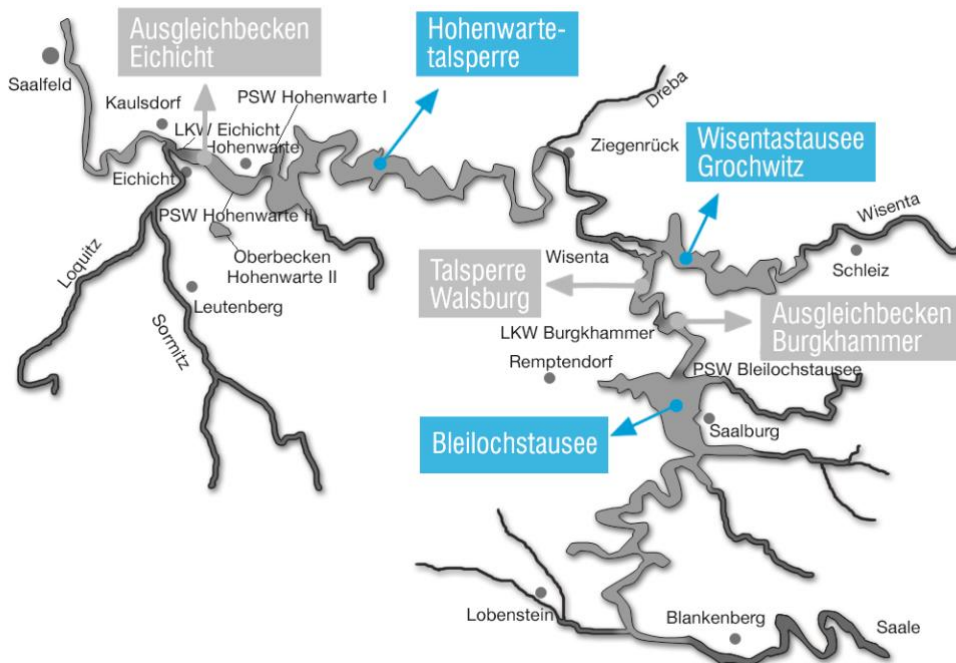 Ausgleichbecken
Eichicht
Hohenwarte-
talsperre
Saalfeld
Kaulsdorf
PSW Hohenwarte I
Dreba
LKW Eichicht
Hohenwarte
Ziegenrück
Wisentastausee
Grochwitz
Eichicht
PSW Hohenwarte II
Wisenta
Oberbecken
Hohenwarte II
Loquitz
Wisenta
Talsperre
Walsburg
Schleiz
Leutenberg
Sormitz
LKW Burgkhammer
Ausgleichbecken
Burgkhammer
Remptendorf
PSW Bleilochstausee
Bleilochstausee
Saalburg
Lobenstein
Blankenberg
Saale